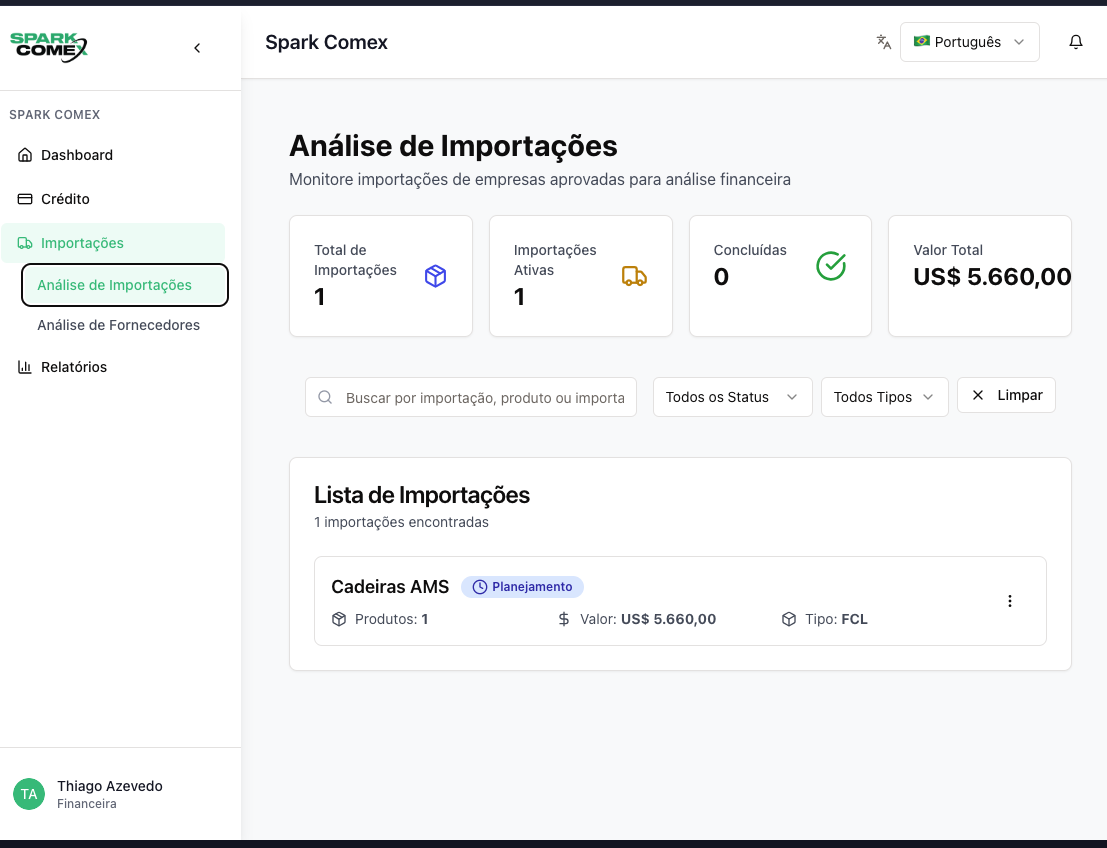 SPARK
COMEX
Spark Comex
Português
SPARK COMEX
Dashboard
Crédito
Importações
Análise de Importações
Análise de Fornecedores
Relatórios
Thiago Azevedo
TA
Financeira
Análise de Importações
Monitore importações de empresas aprovadas para análise financeira
Total de
Importações
1
Importações
Ativas
1
Concluídas
0
Valor Total
US$ 5.660,00
Buscar por importação, produto ou importa
Todos os Status
Todos Tipos
Limpar
Lista de Importações
1 importações encontradas
Cadeiras AMS
Planejamento
Produtos: 1
Valor: US$ 5.660,00
Tipo: FCL